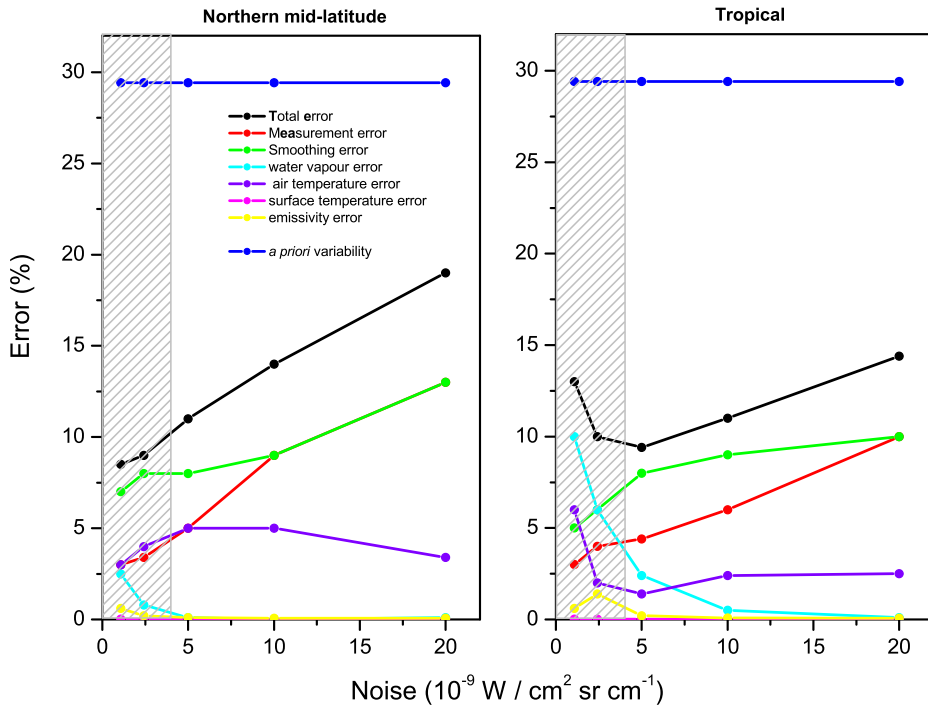 Northern mid-latitude
Tropical
Error (%)
30
25
20
15
10
5
0
Total error
Measurement error
Smoothing error
water vapour error
air temperature error
surface temperature error
emissivity error
a priori variability
30
25
20
15
10
5
0
0 5 10 15 20
0 5 10 15 20
Noise (10⁻⁹ W / cm² sr cm⁻¹)